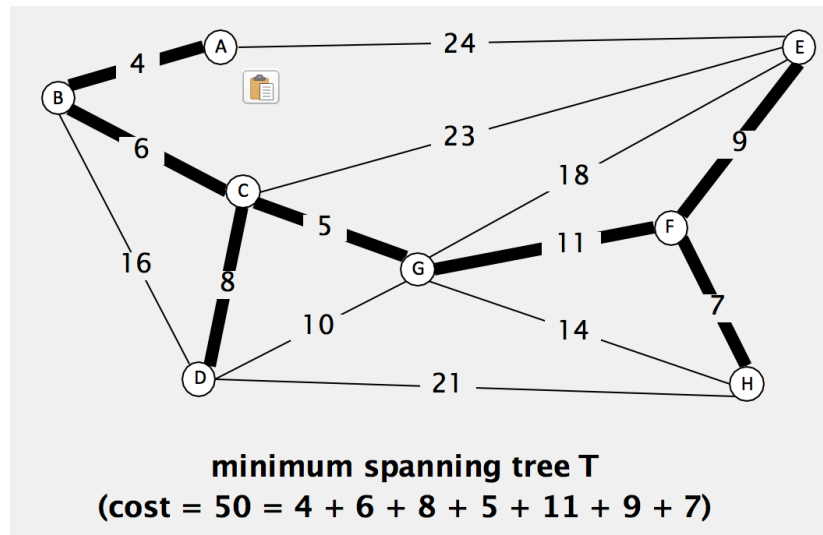 A
24
E
4
B
9
6
23
18
C
5
F
11
16
8
G
7
10
14
D
21
H
minimum spanning tree T
(cost = 50 = 4 + 6 + 8 + 5 + 11 + 9 + 7)